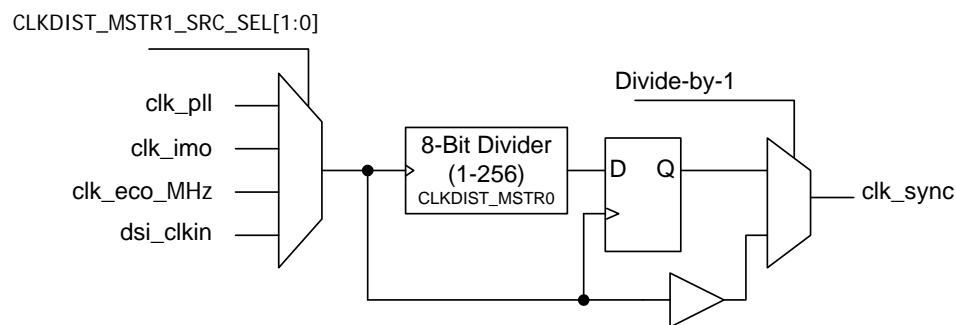 CLKDIST_MSTR1_SRC_SEL[1:0]
Divide-by-1
clk_pll
clk_imo
clk_eco_MHz
dsi_clkin
8-Bit Divider
(1-256)
CLKDIST_MSTR0
D Q
clk_sync